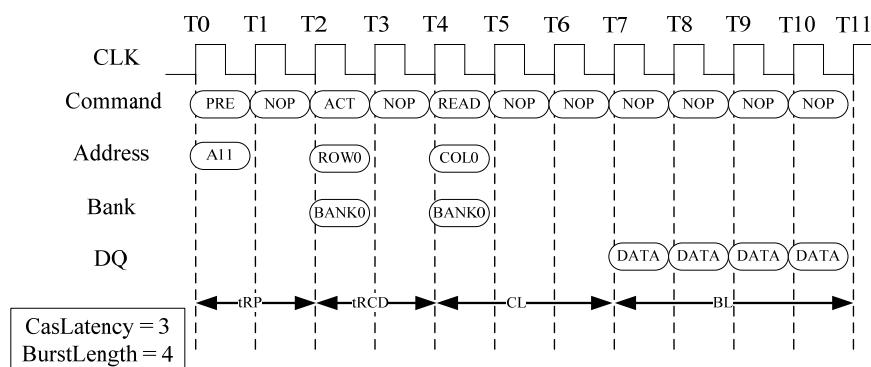 T0 T1 T2 T3 T4 T5 T6 T7 T8 T9 T10 T11
CLK
Command PRE NOP ACT NOP READ NOP NOP NOP NOP NOP NOP
Address A11 ROW0 COL0
Bank BANK0 BANK0
DQ DATA DATA DATA DATA
tRP tRCD CL BL
CasLatency = 3
BurstLength = 4